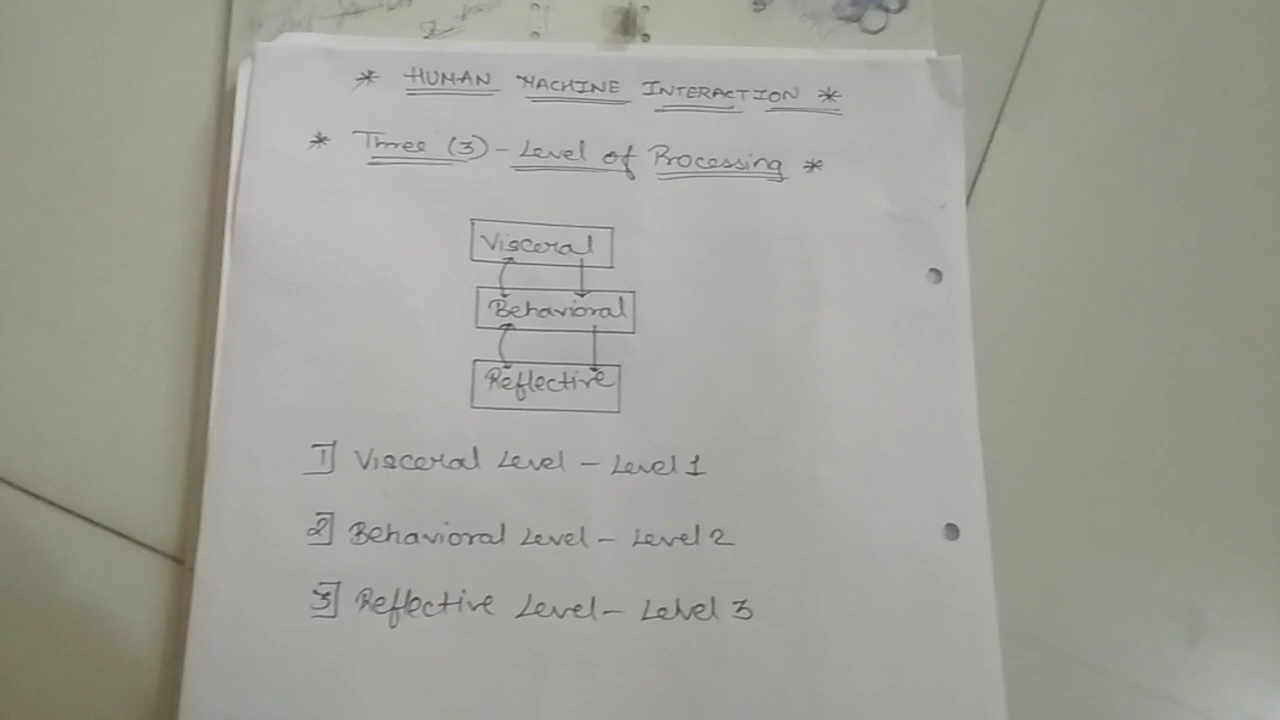 * HUMAN MACHINE INTERACTION *
* Three (3) - Level of Processing *
Visceral
Behavioral
Reflective
1] Visceral Level - Level 1
2] Behavioral Level - Level 2
3] Reflective Level - Level 3